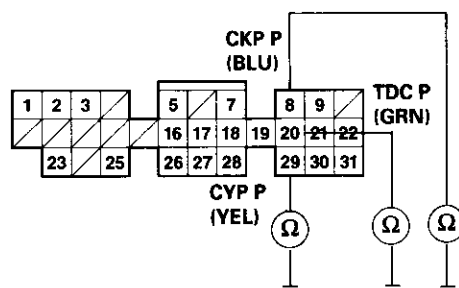 CKP P
(BLU)
TDC P
(GRN)
1 2 3 5 7 8 9
16 17 18 19 20 21 22
23 25 26 27 28 29 30 31
CYP P
(YEL)
Ω Ω Ω